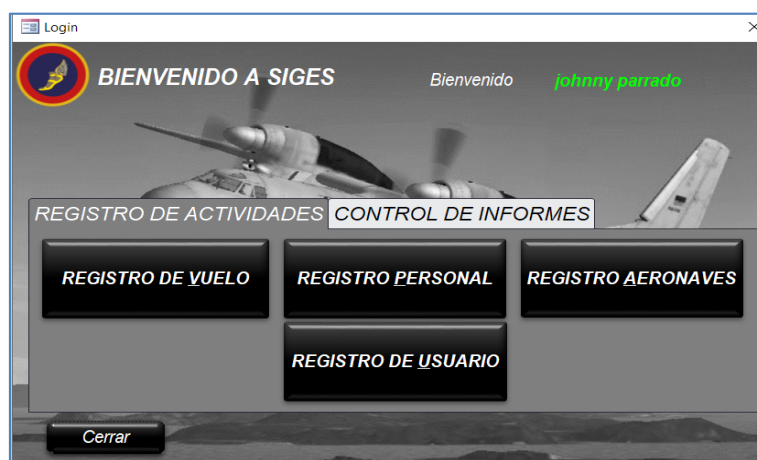 Login
BIENVENIDO A SIGES
Bienvenido
johnny parrado
REGISTRO DE ACTIVIDADES
CONTROL DE INFORMES
REGISTRO DE VUELO
REGISTRO PERSONAL
REGISTRO AERONAVES
REGISTRO DE USUARIO
Cerrar